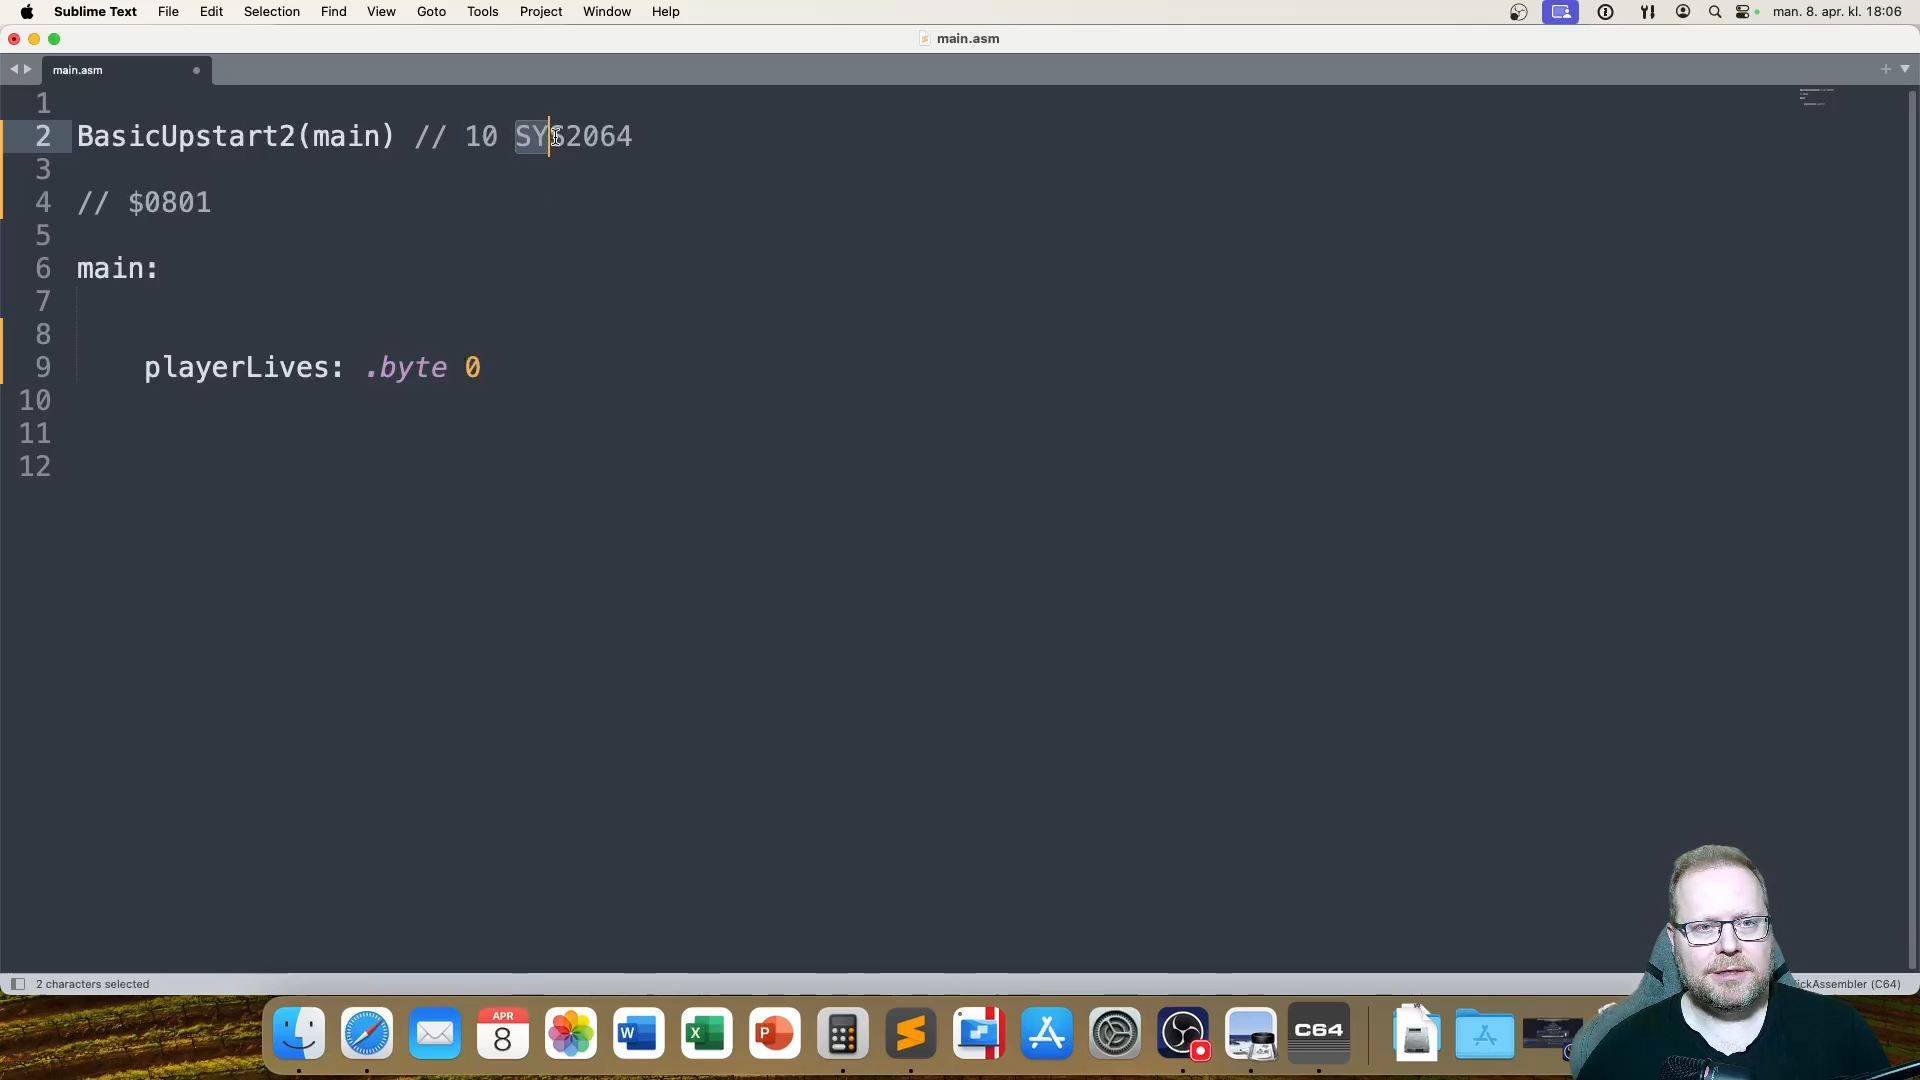 Sublime Text File Edit Selection Find View Goto Tools Project Window Help man. 8. apr. kl. 18:06
main.asm
main.asm
1
2 BasicUpstart2(main) // 10 SYS2064
3
4 // $0801
5
6 main:
7
8
9 playerLives: .byte 0
10
11
12
2 characters selected
ickAssembler (C64)
APR
8
W
X
P
C64